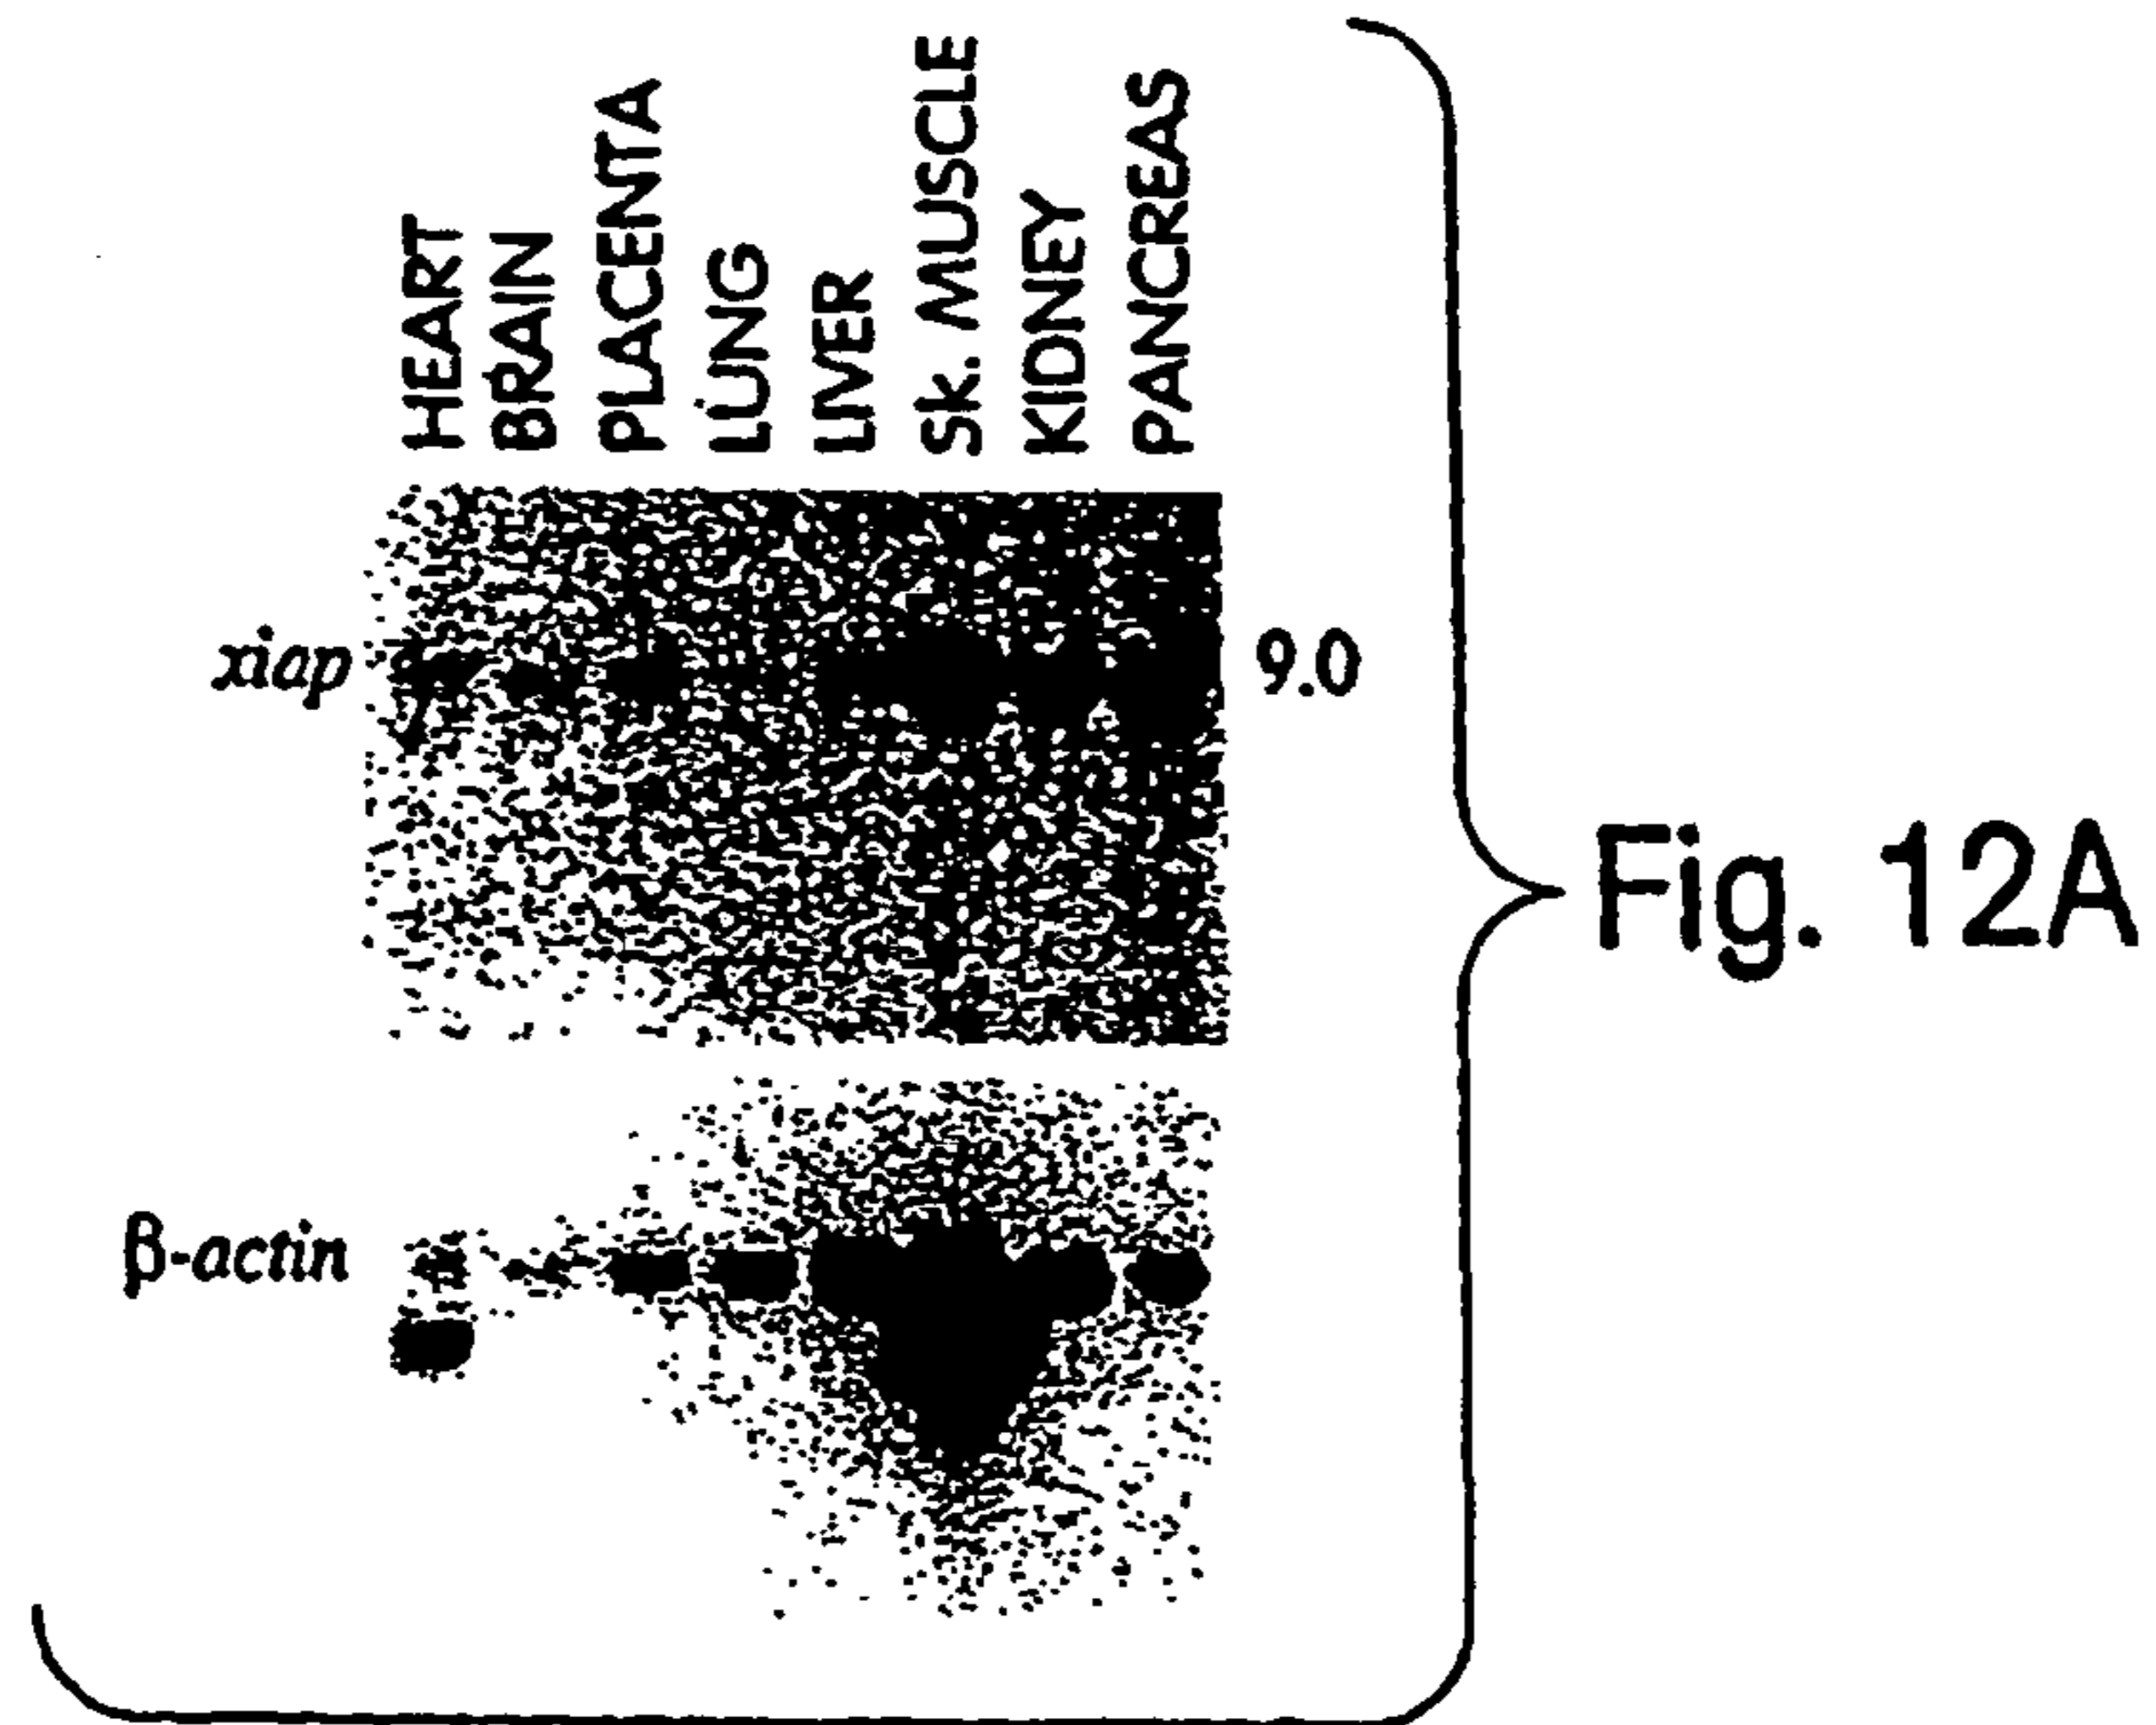 HEART
BRAIN
PLACENTA
LUNG
LIVER
SK. MUSCLE
KIDNEY
PANCREAS
xiap
9.0
β-actin
Fig. 12A